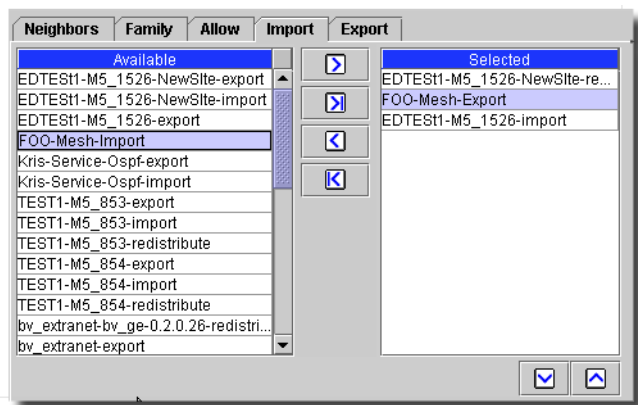 Neighbors Family Allow Import Export
Available
EDTESt1-M5_1526-NewSIte-export
EDTESt1-M5_1526-NewSIte-import
EDTESt1-M5_1526-export
FOO-Mesh-Import
Kris-Service-Ospf-export
Kris-Service-Ospf-import
TEST1-M5_853-export
TEST1-M5_853-import
TEST1-M5_853-redistribute
TEST1-M5_854-export
TEST1-M5_854-import
TEST1-M5_854-redistribute
bv_extranet-bv_ge-0.2.0.26-redistri...
bv_extranet-export
Selected
EDTESt1-M5_1526-NewSIte-re...
FOO-Mesh-Export
EDTESt1-M5_1526-import